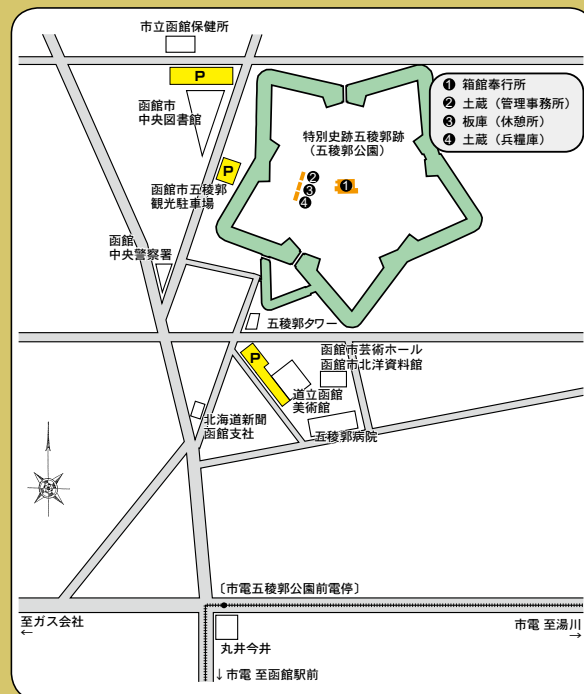 市立函館保健所
P
函館市
中央図書館
P
函館市五稜郭
観光駐車場
特別史跡五稜郭跡
（五稜郭公園）
❶ 箱館奉行所
❷ 土蔵（管理事務所）
❸ 板庫（休憩所）
❹ 土蔵（兵糧庫）
❷
❸
❹
❶
函館
中央警察署
五稜郭タワー
P
函館市芸術ホール
函館市北洋資料館
道立函館
美術館
北海道新聞
函館支社
五稜郭病院
〔市電五稜郭公園前電停〕
至ガス会社
←
市電 至湯川
→
丸井今井
↓市電 至函館駅前